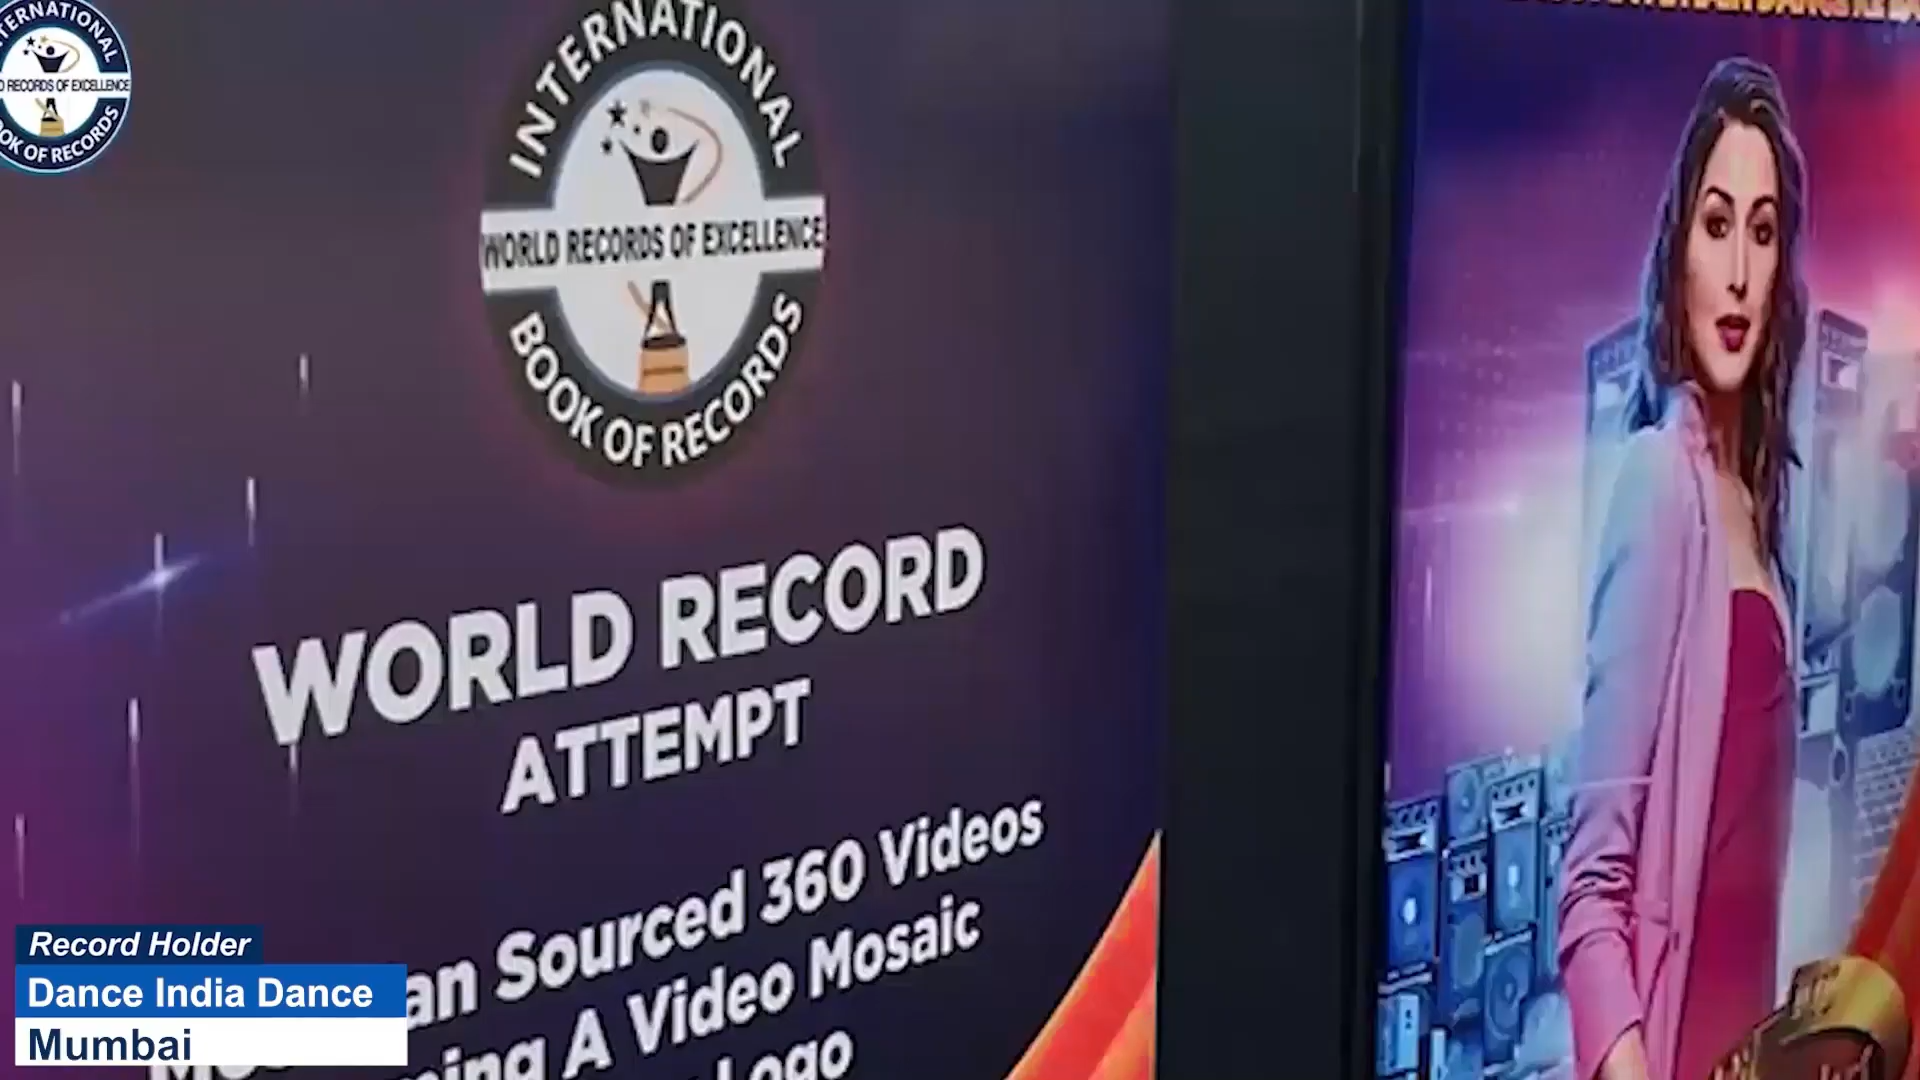 INTERNATIONAL
WORLD RECORDS OF EXCELLENCE
BOOK OF RECORDS
RECORDS OF EXCELLENCE
BOOK OF RECORDS
INTERNATIONAL
WORLD RECORD
ATTEMPT
Sourced 360 Videos
A Video Mosaic
Logo
Record Holder
Dance India Dance
Mumbai